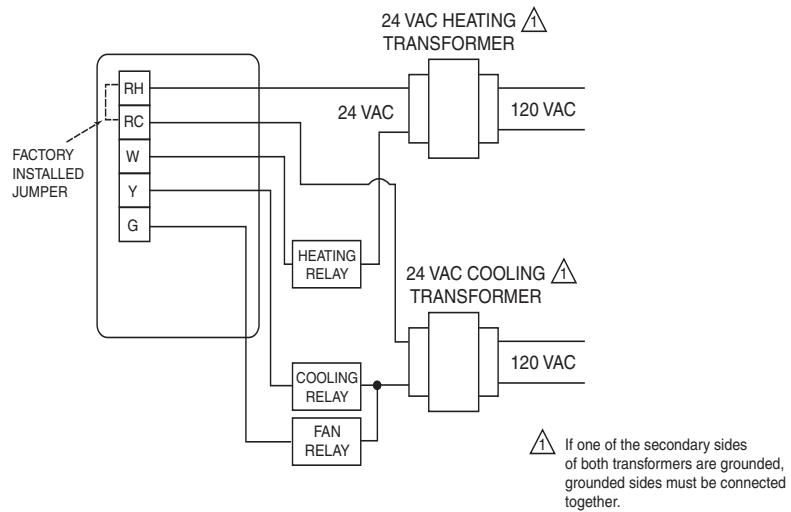 24 VAC HEATING 1
TRANSFORMER
RH
RC
W
Y
G
24 VAC
120 VAC
FACTORY
INSTALLED
JUMPER
HEATING
RELAY
24 VAC COOLING 1
TRANSFORMER
120 VAC
COOLING
RELAY
FAN
RELAY
1 If one of the secondary sides
of both transformers are grounded,
grounded sides must be connected
together.